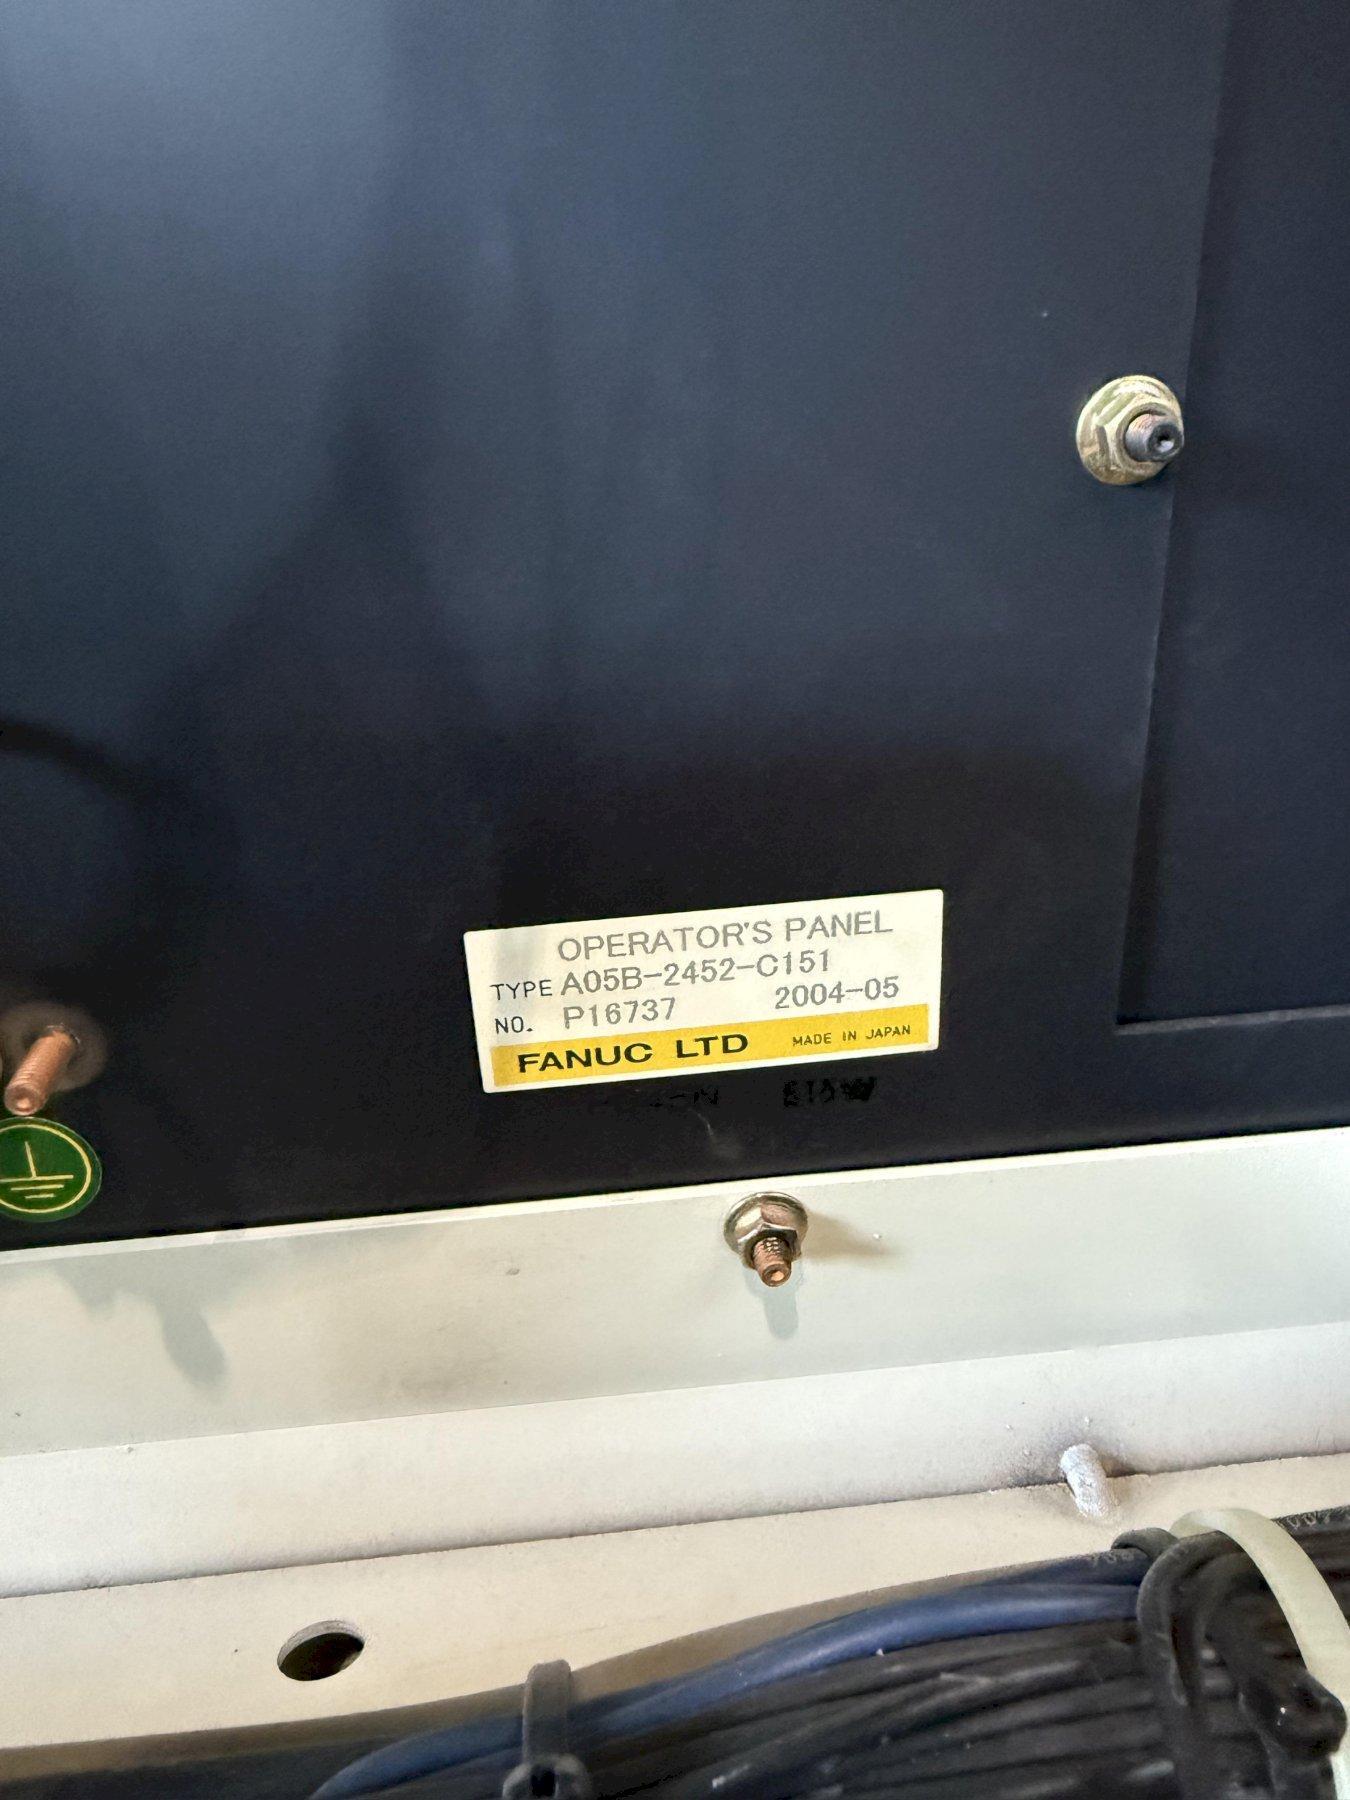 OPERATOR'S PANEL
TYPE A05B-2452-C151
NO. P16737 2004-05
FANUC LTD MADE IN JAPAN